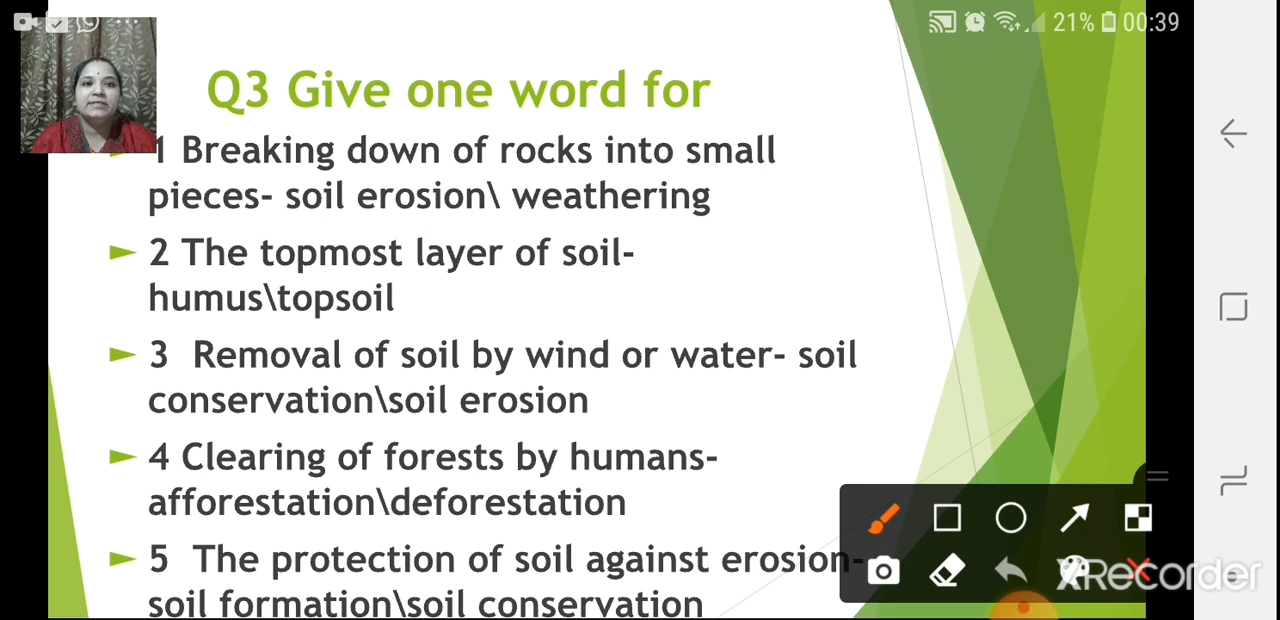 21% 00:39
Q3 Give one word for
1 Breaking down of rocks into small
pieces- soil erosion\ weathering
2 The topmost layer of soil-
humus\topsoil
3 Removal of soil by wind or water- soil
conservation\soil erosion
4 Clearing of forests by humans-
afforestation\deforestation
5 The protection of soil against erosion-
soil formation\soil conservation
XRecorder